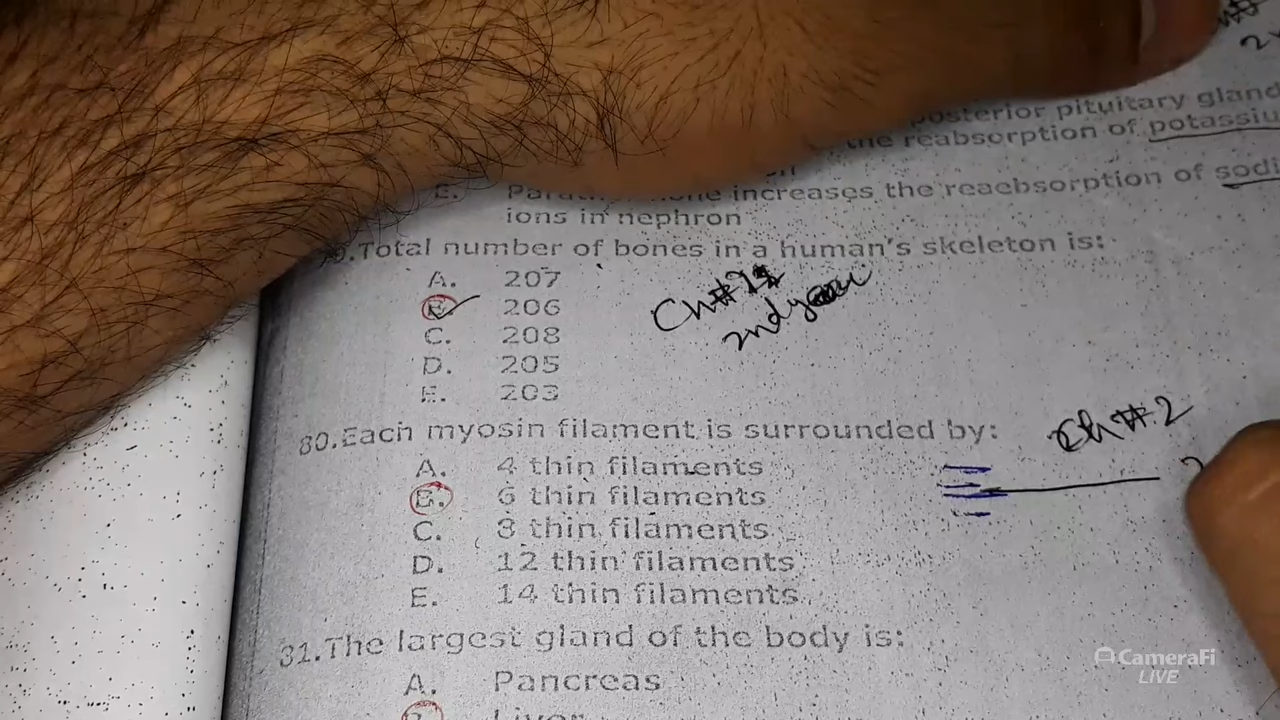 posterior pituitary gland
the reabsorption of potassiu
E. increases the reaebsorption of sodi
ions in nephron
79.Total number of bones in a human's skeleton is:
A. 207
B. 206
C. 208
D. 205
E. 203
Ch#
2nd year
80.Each myosin filament is surrounded by:
A. 4 thin filaments
B. 6 thin filaments
C. 8 thin filaments
D. 12 thin filaments
E. 14 thin filaments
Ch#2
81.The largest gland of the body is:
A. Pancreas
B. Liver
CameraFi
LIVE